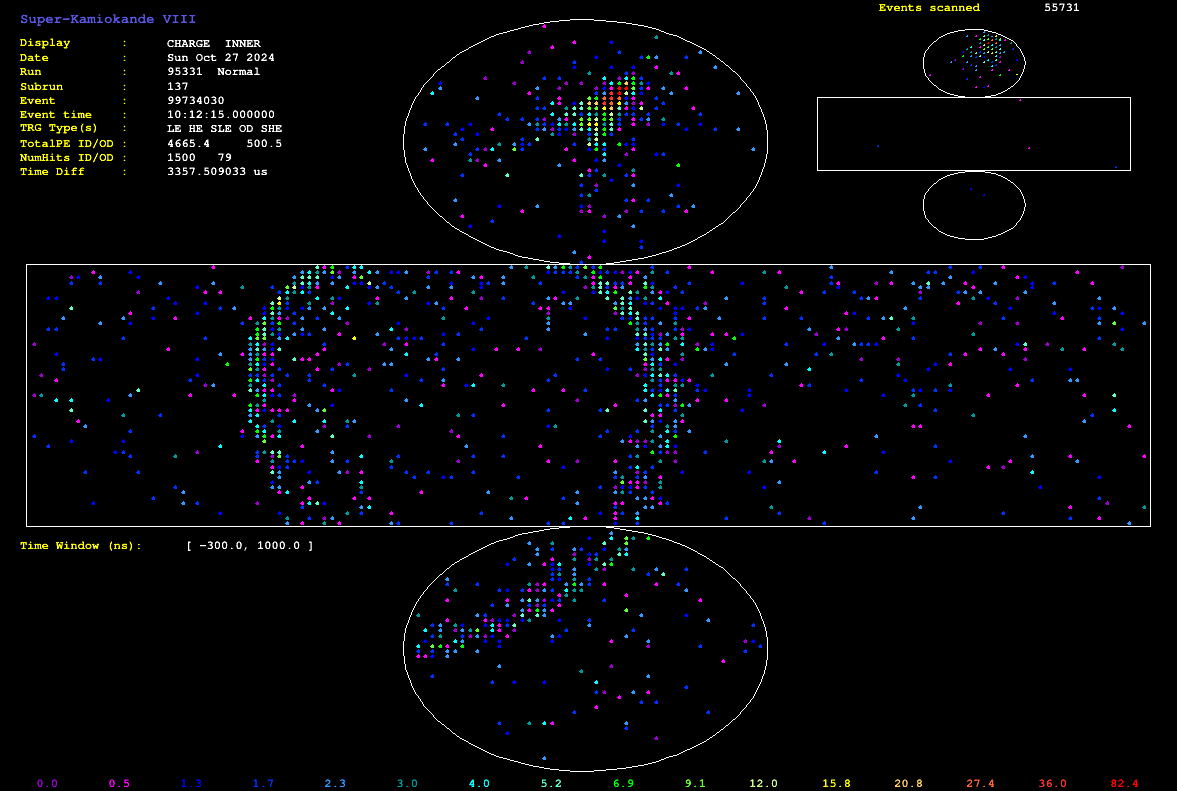 Super-Kamiokande VIII
Events scanned 55731
Display : CHARGE INNER
Date : Sun Oct 27 2024
Run : 95331 Normal
Subrun : 137
Event : 99734030
Event time : 10:12:15.000000
TRG Type(s) : LE HE SLE OD SHE
TotalPE ID/OD : 4665.4 500.5
NumHits ID/OD : 1500 79
Time Diff : 3357.509033 us
Time Window (ns): [ -300.0, 1000.0 ]
0.0 0.5 1.3 1.7 2.3 3.0 4.0 5.2 6.9 9.1 12.0 15.8 20.8 27.4 36.0 82.4